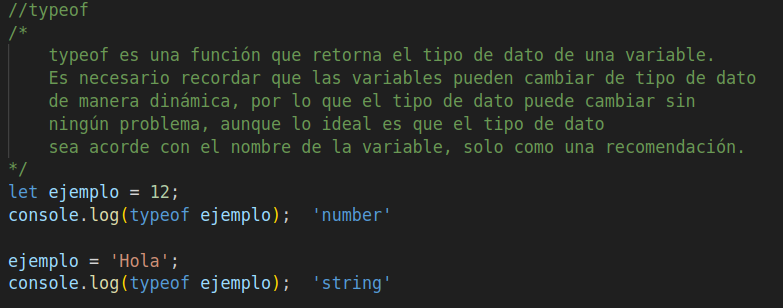 //typeof
/*
typeof es una función que retorna el tipo de dato de una variable.
Es necesario recordar que las variables pueden cambiar de tipo de dato
de manera dinámica, por lo que el tipo de dato puede cambiar sin
ningún problema, aunque lo ideal es que el tipo de dato
sea acorde con el nombre de la variable, solo como una recomendación.
*/
let ejemplo = 12;
console.log(typeof ejemplo);  'number'
ejemplo = 'Hola';
console.log(typeof ejemplo);  'string'